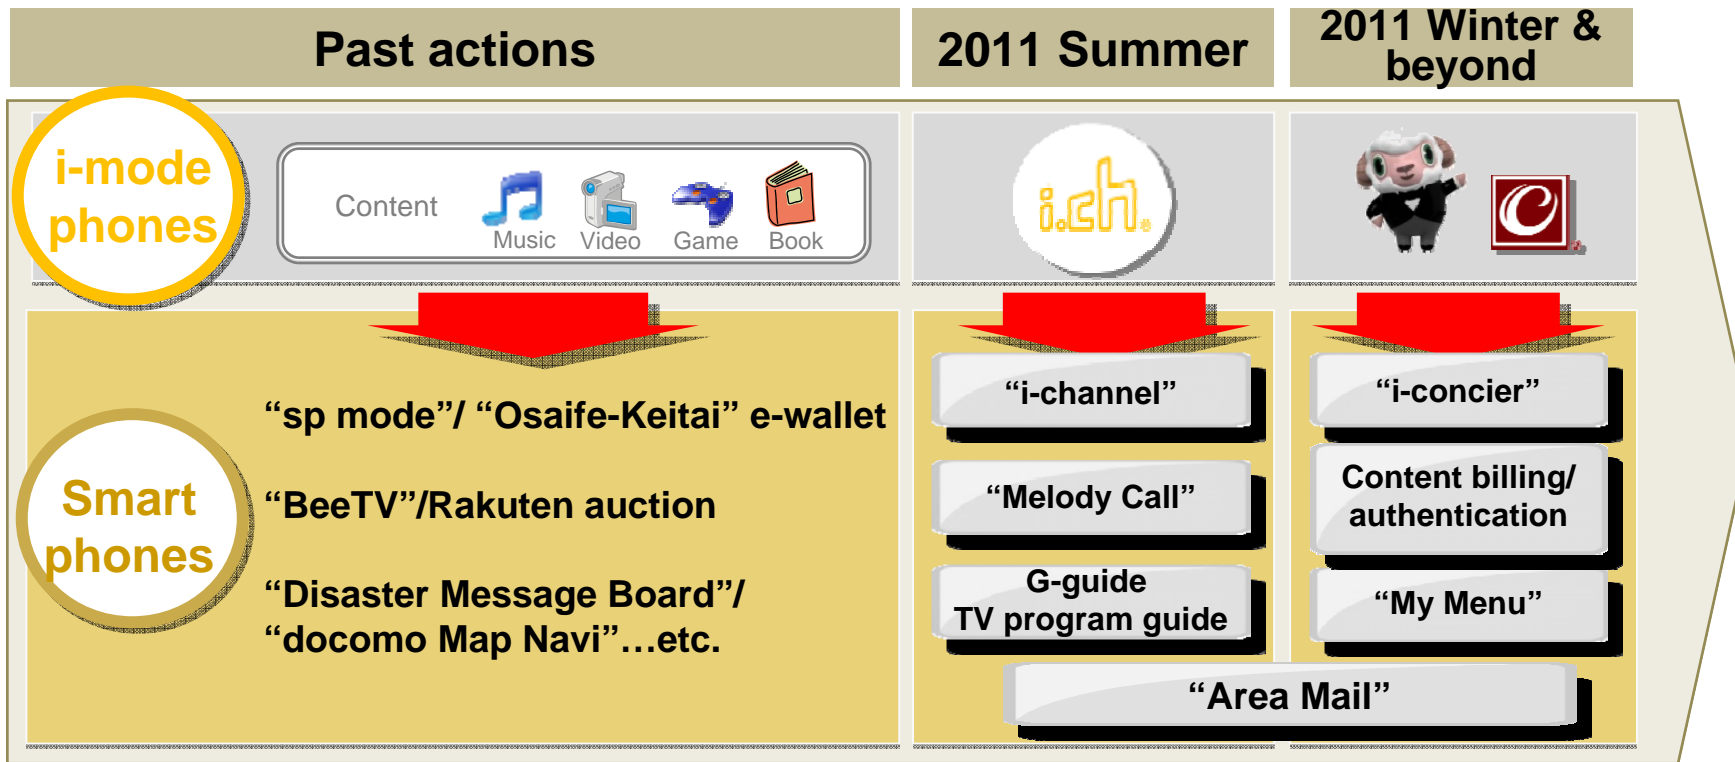 Past actions
2011 Summer
2011 Winter &
beyond
i-mode
phones
Content
Music
Video
Game
Book
i.ch
Smart
phones
“sp mode”/ “Osaife-Keitai” e-wallet
“BeeTV”/Rakuten auction
“Disaster Message Board”/
“docomo Map Navi”…etc.
“i-channel”
“Melody Call”
G-guide
TV program guide
“i-concier”
Content billing/
authentication
“My Menu”
“Area Mail”